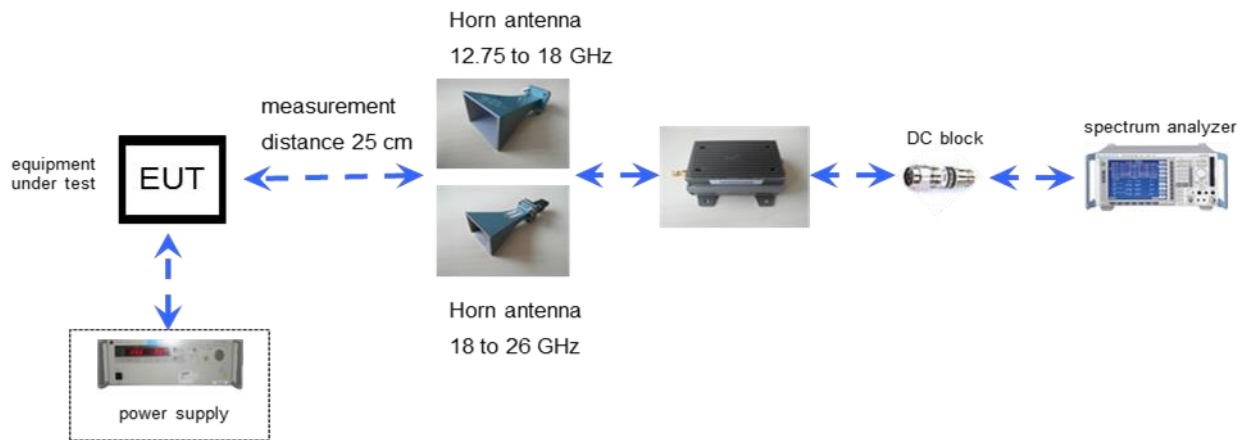 Horn antenna
12.75 to 18 GHz
measurement
distance 25 cm
equipment
under test
EUT
DC block
spectrum analyzer
Horn antenna
18 to 26 GHz
power supply